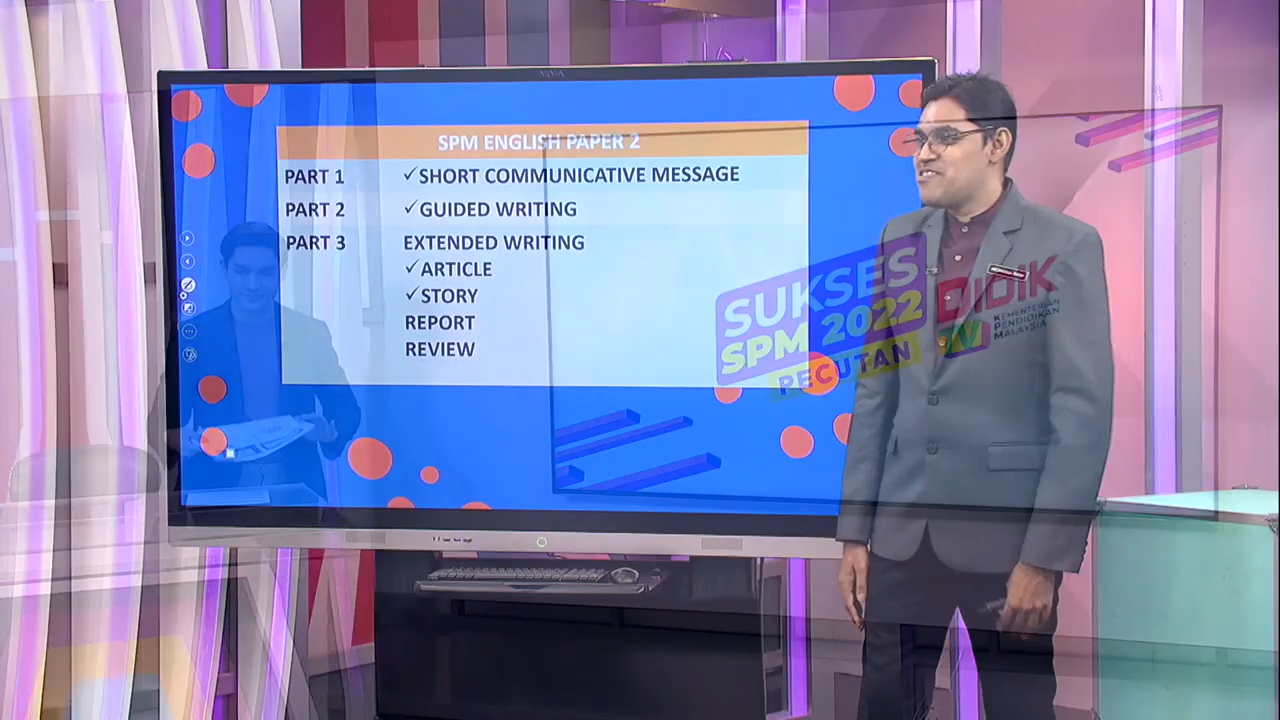 SPM ENGLISH PAPER 2
PART 1 ✓SHORT COMMUNICATIVE MESSAGE
PART 2 ✓GUIDED WRITING
PART 3 EXTENDED WRITING
✓ARTICLE
✓STORY
REPORT
REVIEW
SUKSES
SPM 2022
PECUTAN
DIDIK
TV
KEMENTERIAN
PENDIDIKAN
MALAYSIA